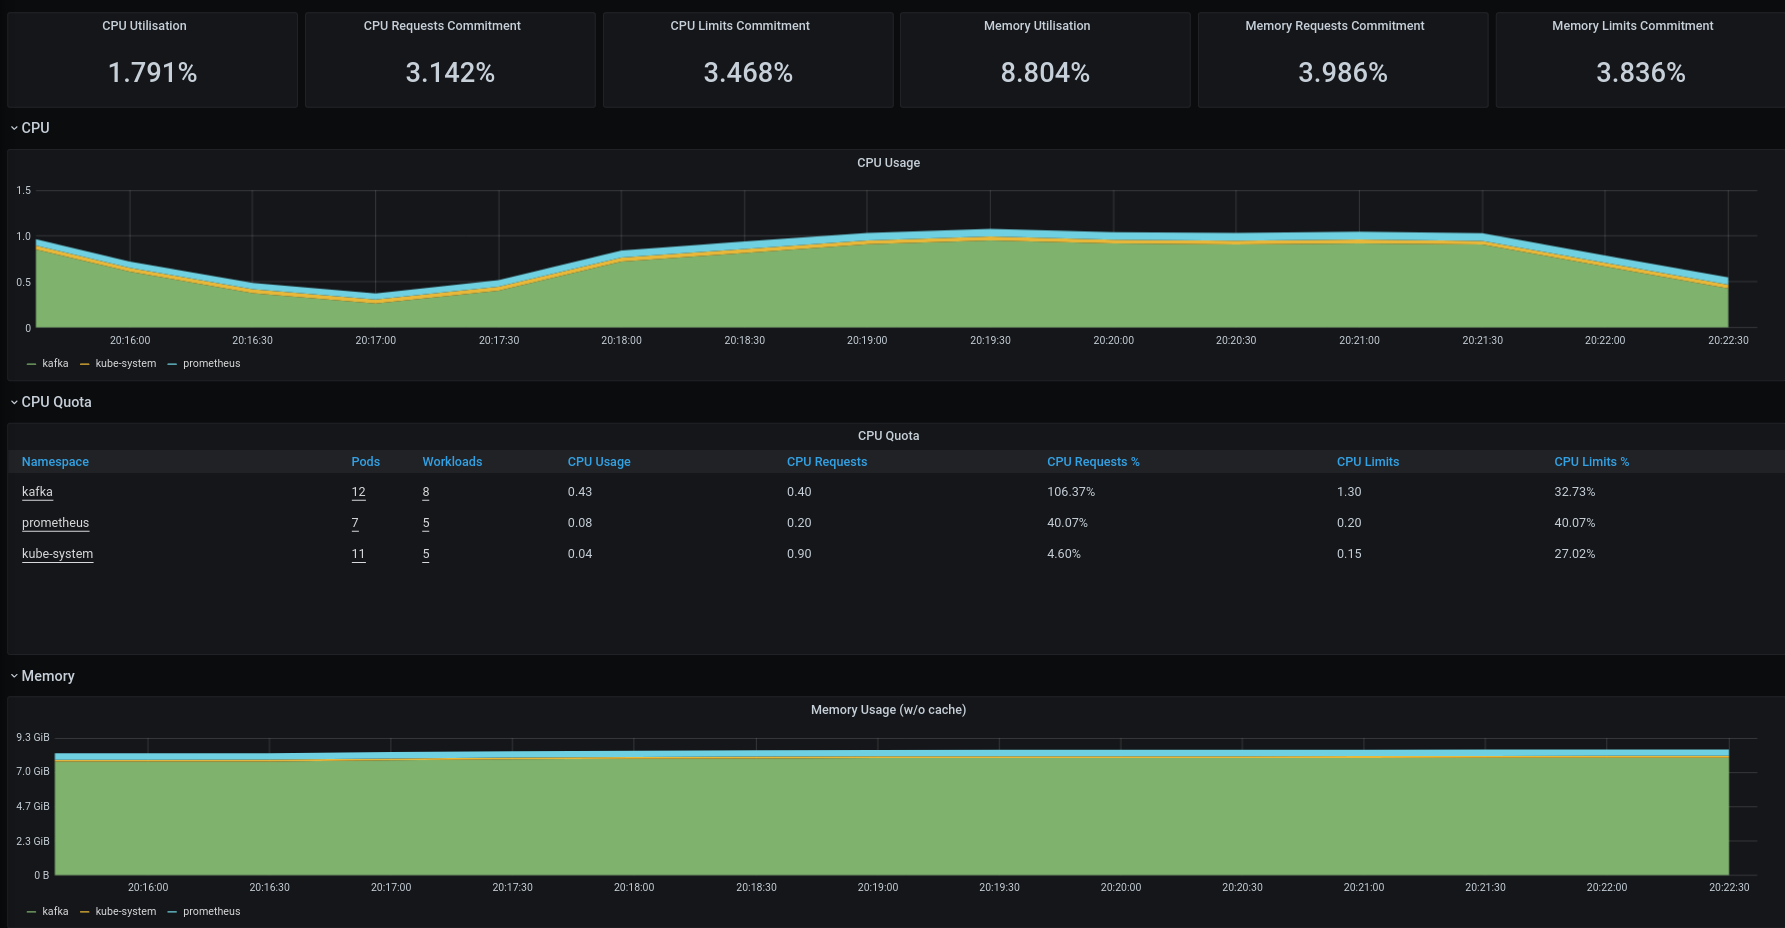 CPU Utilisation CPU Requests Commitment CPU Limits Commitment Memory Utilisation Memory Requests Commitment Memory Limits Commitment
1.791% 3.142% 3.468% 8.804% 3.986% 3.836%
CPU
CPU Usage
1.5
1.0
0.5
0
20:16:00 20:16:30 20:17:00 20:17:30 20:18:00 20:18:30 20:19:00 20:19:30 20:20:00 20:20:30 20:21:00 20:21:30 20:22:00 20:22:30
kafka kube-system prometheus
CPU Quota
CPU Quota
Namespace Pods Workloads CPU Usage CPU Requests CPU Requests % CPU Limits CPU Limits %
kafka 12 8 0.43 0.40 106.37% 1.30 32.73%
prometheus 7 5 0.08 0.20 40.07% 0.20 40.07%
kube-system 11 5 0.04 0.90 4.60% 0.15 27.02%
Memory
Memory Usage (w/o cache)
9.3 GiB
7.0 GiB
4.7 GiB
2.3 GiB
0 B
20:16:00 20:16:30 20:17:00 20:17:30 20:18:00 20:18:30 20:19:00 20:19:30 20:20:00 20:20:30 20:21:00 20:21:30 20:22:00 20:22:30
kafka kube-system prometheus